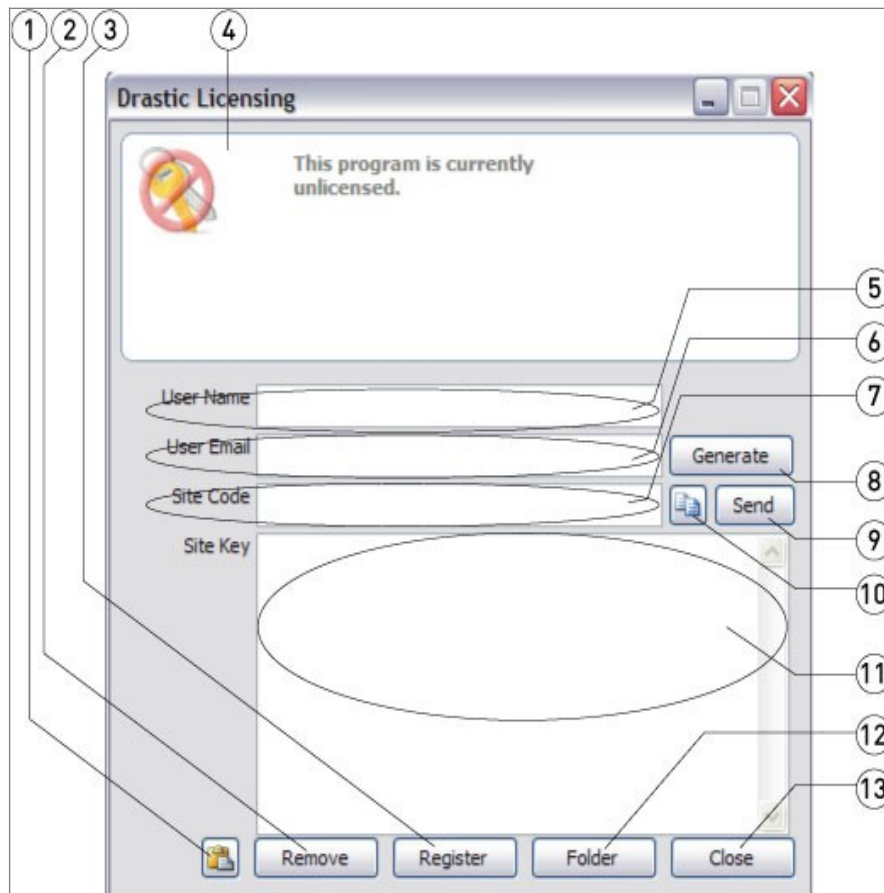 1 2 3 4
Drastic Licensing
This program is currently
unlicensed.
5
6
User Name
7
User Email
Generate
8
Site Code
Send
9
Site Key
10
11
12
13
Remove
Register
Folder
Close